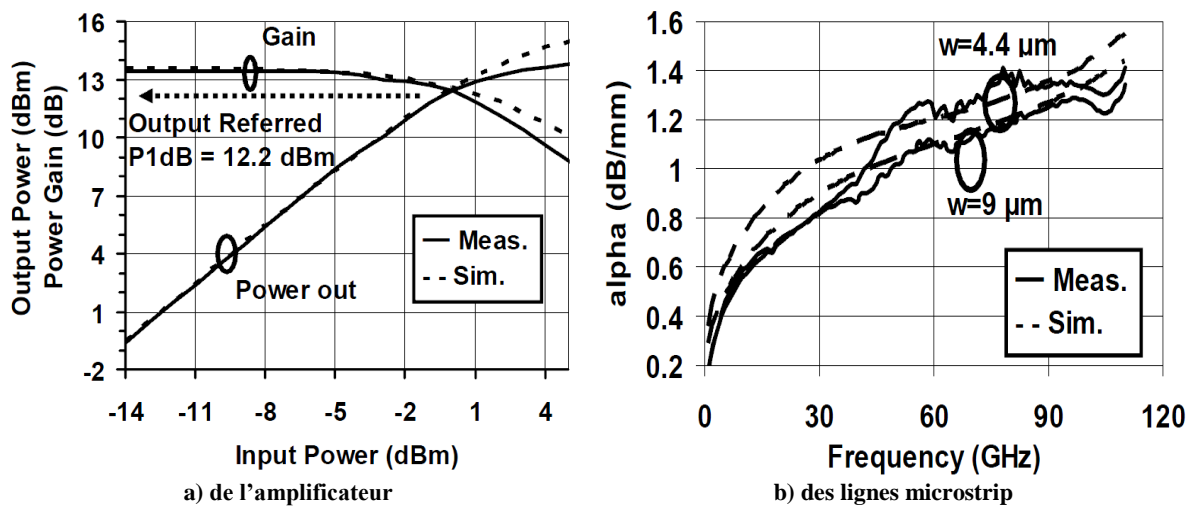 Output Power (dBm)
Power Gain (dB)
16
13
10
7
4
1
-2
Gain
Output Referred
P1dB = 12.2 dBm
Power out
Meas.
Sim.
-14 -11 -8 -5 -2 1 4
Input Power (dBm)
a) de l’amplificateur
alpha (dB/mm)
1.6
1.4
1.2
1
0.8
0.6
0.4
0.2
w=4.4 µm
w=9 µm
Meas.
Sim.
0 30 60 90 120
Frequency (GHz)
b) des lignes microstrip